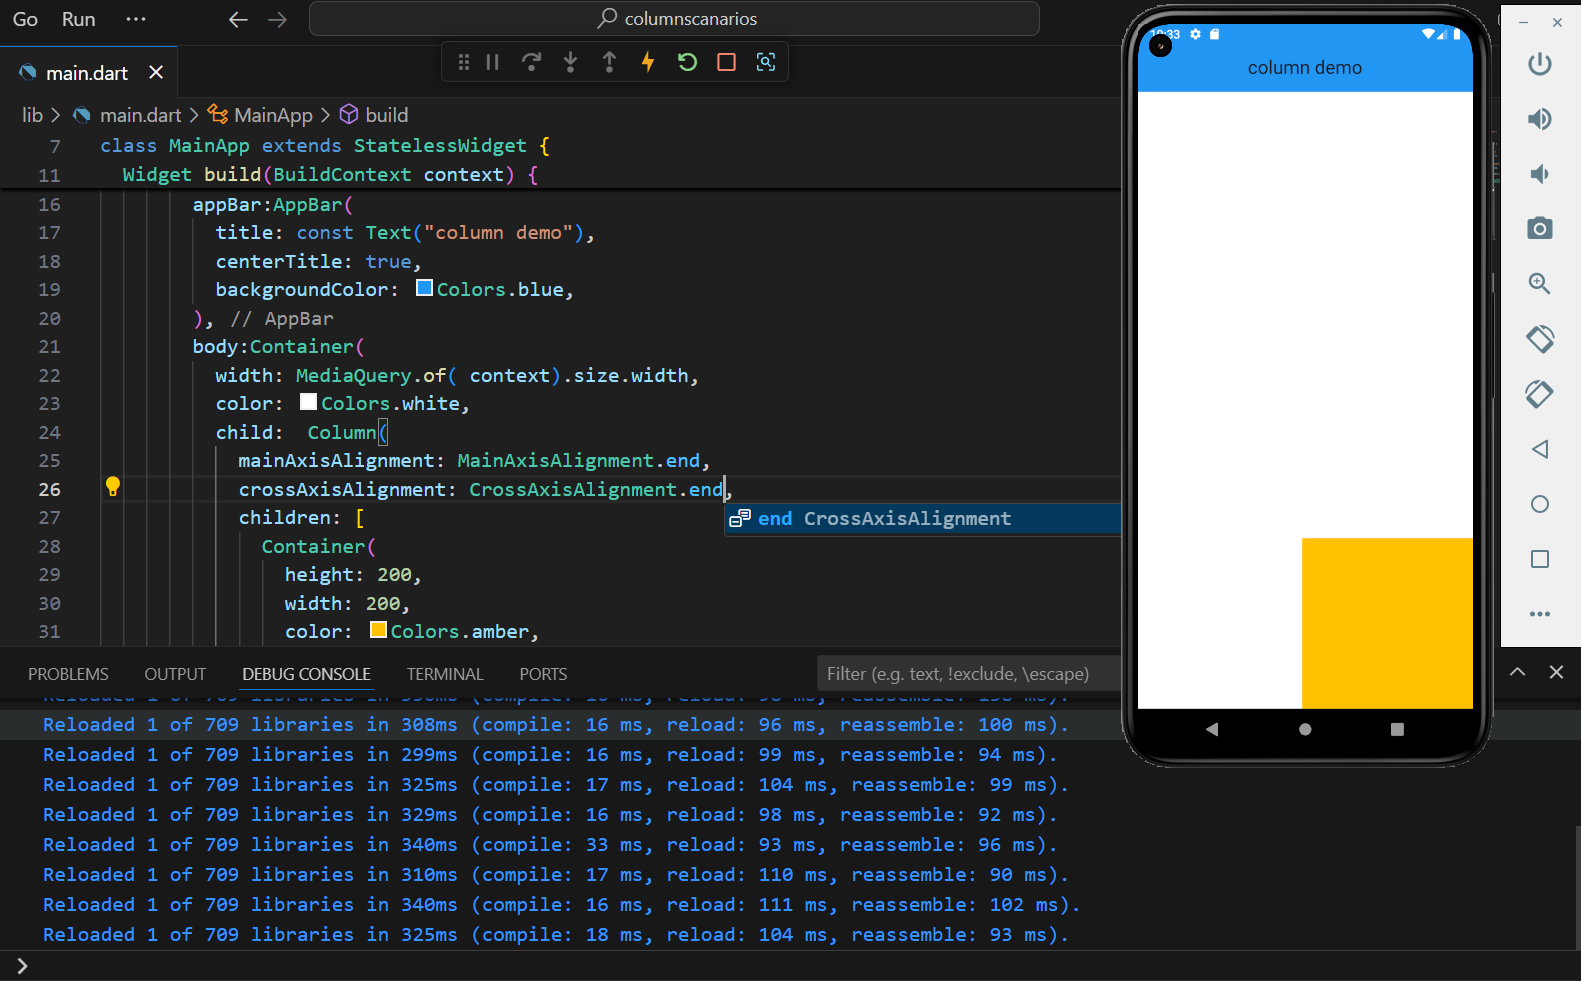 Go Run ··· columnscanarios
main.dart
lib > main.dart > MainApp > build
7 class MainApp extends StatelessWidget {
11 Widget build(BuildContext context) {
16 appBar:AppBar(
17 title: const Text("column demo"),
18 centerTitle: true,
19 backgroundColor: Colors.blue,
20 ), // AppBar
21 body:Container(
22 width: MediaQuery.of( context).size.width,
23 color: Colors.white,
24 child:  Column(
25 mainAxisAlignment: MainAxisAlignment.end,
26 crossAxisAlignment: CrossAxisAlignment.end,
end CrossAxisAlignment
27 children: [
28 Container(
29 height: 200,
30 width: 200,
31 color: Colors.amber,
PROBLEMS OUTPUT DEBUG CONSOLE TERMINAL PORTS Filter (e.g. text, !exclude, \escape)
Reloaded 1 of 709 libraries in 308ms (compile: 16 ms, reload: 96 ms, reassemble: 100 ms).
Reloaded 1 of 709 libraries in 299ms (compile: 16 ms, reload: 99 ms, reassemble: 94 ms).
Reloaded 1 of 709 libraries in 325ms (compile: 17 ms, reload: 104 ms, reassemble: 99 ms).
Reloaded 1 of 709 libraries in 329ms (compile: 16 ms, reload: 98 ms, reassemble: 92 ms).
Reloaded 1 of 709 libraries in 340ms (compile: 33 ms, reload: 93 ms, reassemble: 96 ms).
Reloaded 1 of 709 libraries in 310ms (compile: 17 ms, reload: 110 ms, reassemble: 90 ms).
Reloaded 1 of 709 libraries in 340ms (compile: 16 ms, reload: 111 ms, reassemble: 102 ms).
Reloaded 1 of 709 libraries in 325ms (compile: 18 ms, reload: 104 ms, reassemble: 93 ms).
column demo